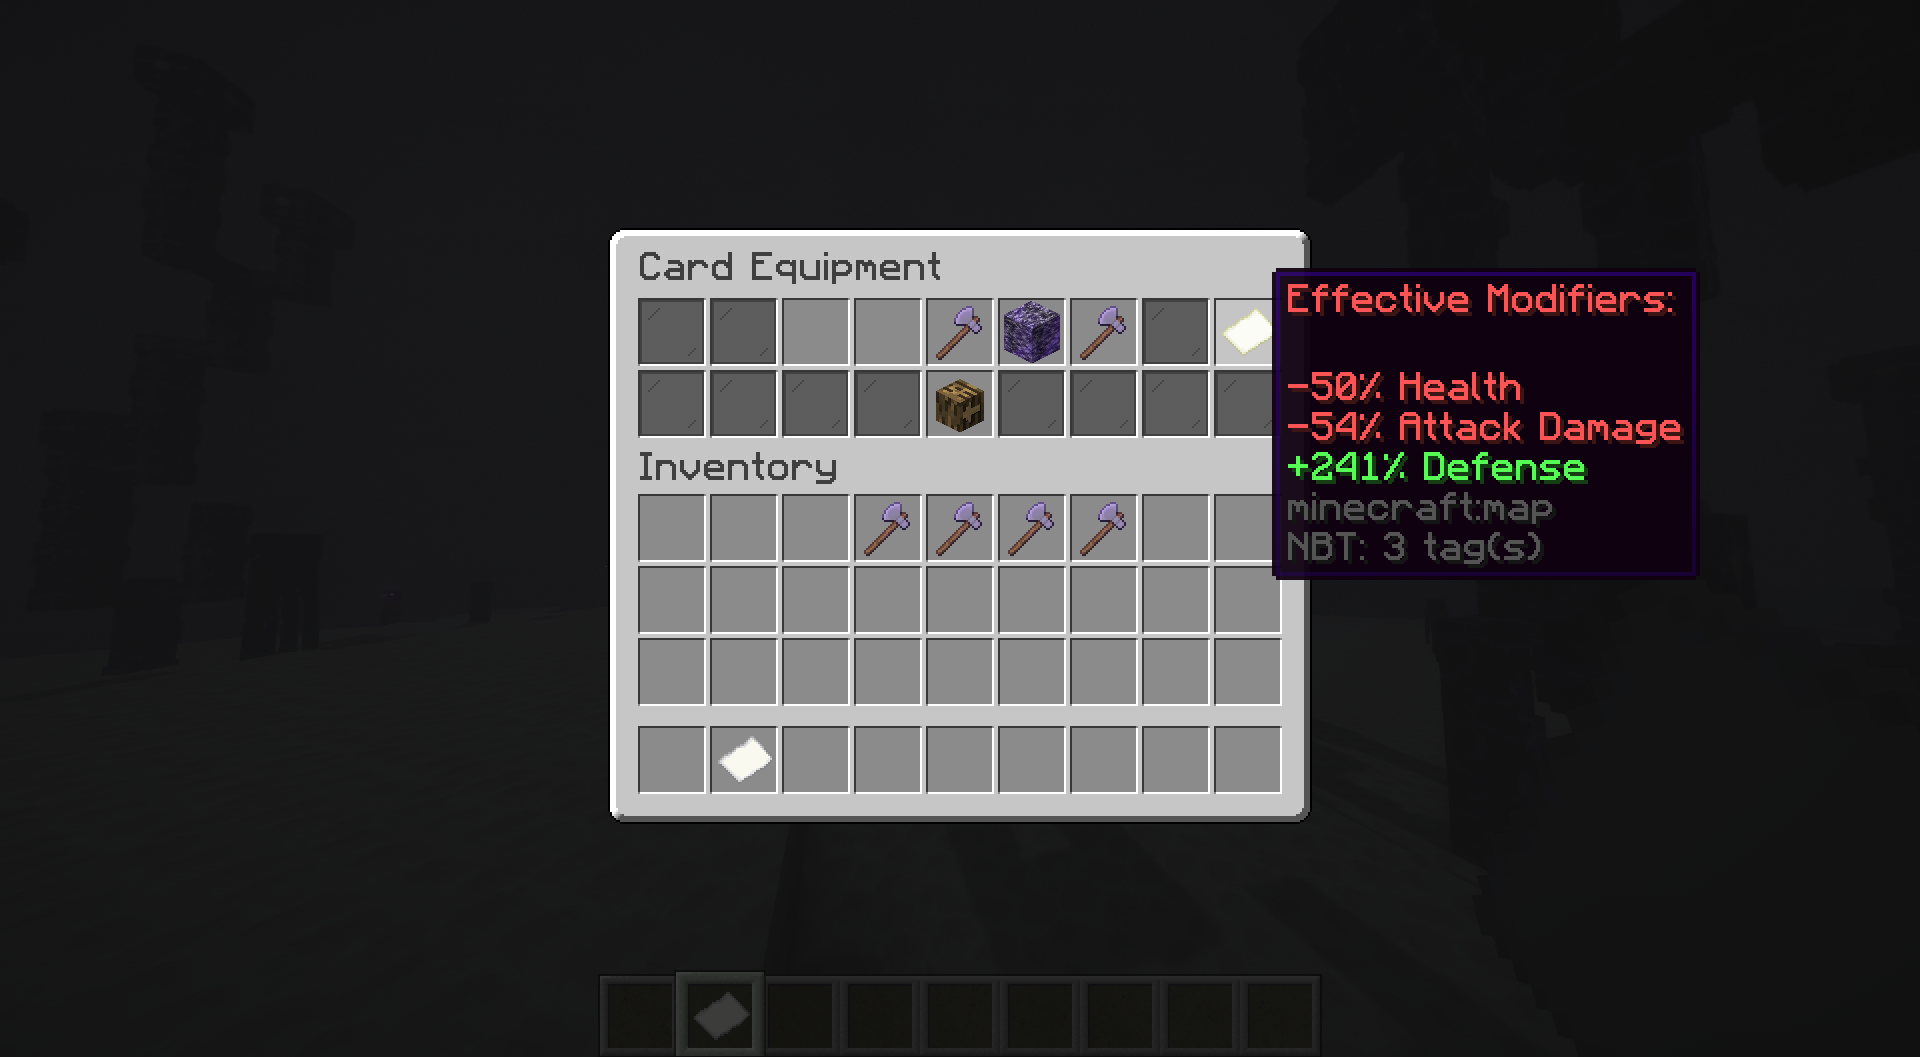 Card Equipment
Effective Modifiers:
-50% Health
-54% Attack Damage
+241% Defense
minecraft:map
NBT: 3 tag(s)
Inventory